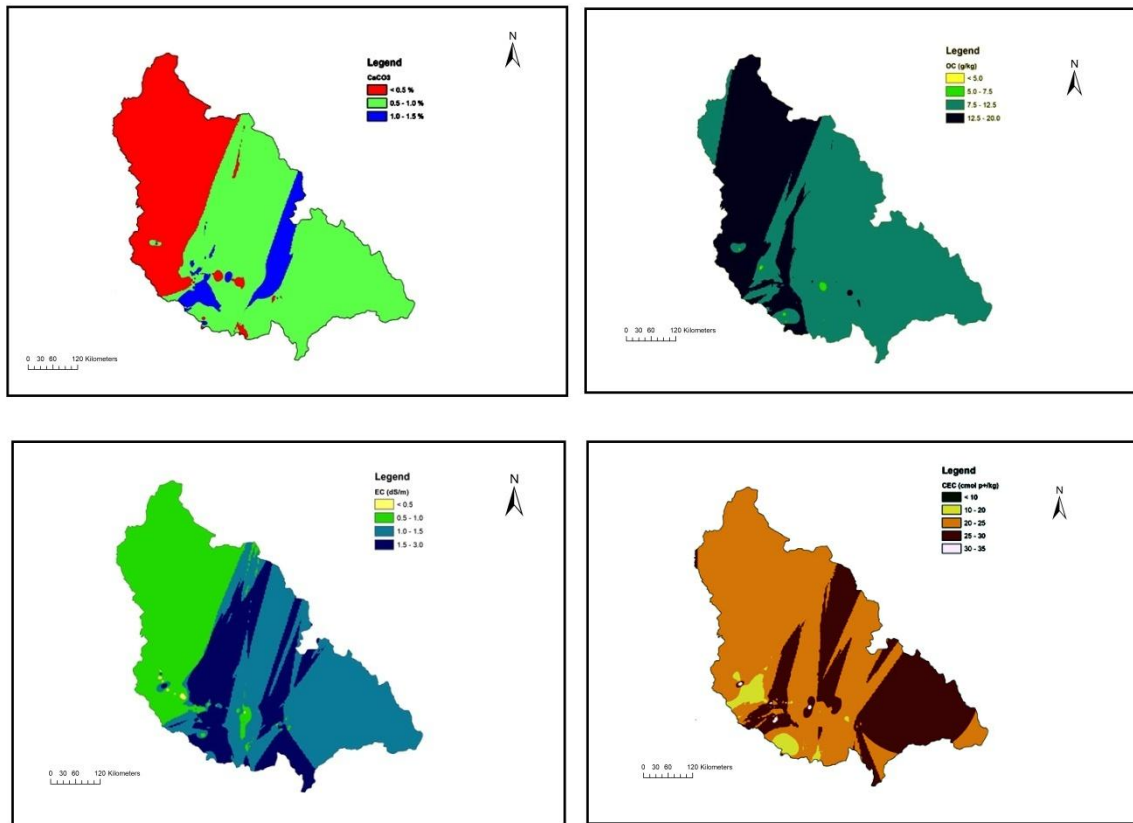 N
Legend
CaCO3
< 0.5 %
0.5 - 1.0 %
1.0 - 1.5 %
0 30 60 120 Kilometers
N
Legend
OC (g/kg)
< 5.0
5.0 - 7.5
7.5 - 12.5
12.5 - 20.0
0 30 60 120 Kilometers
N
Legend
EC (dS/m)
< 0.5
0.5 - 1.0
1.0 - 1.5
1.5 - 3.0
0 30 60 120 Kilometers
N
Legend
CEC (cmol p+/kg)
< 10
10 - 20
20 - 25
25 - 30
30 - 35
0 30 60 120 Kilometers